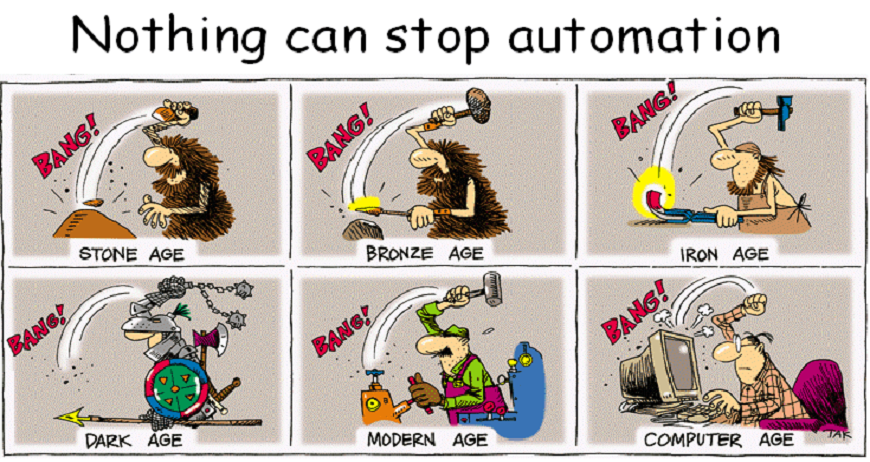 Nothing can stop automation
BANG!
BANG!
BANG!
STONE AGE
BRONZE AGE
IRON AGE
BANG!
BANG!
BANG!
DARK AGE
MODERN AGE
COMPUTER AGE